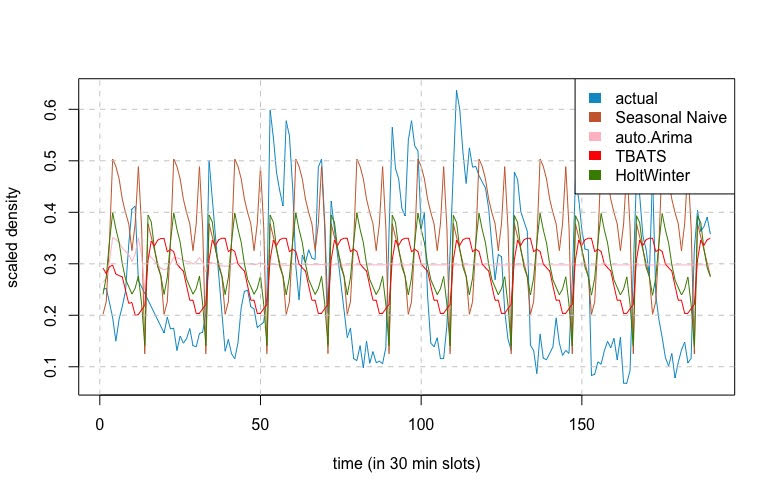 scaled density
0.6
0.5
0.4
0.3
0.2
0.1
0
50
100
150
time (in 30 min slots)
actual
Seasonal Naive
auto.Arima
TBATS
HoltWinter